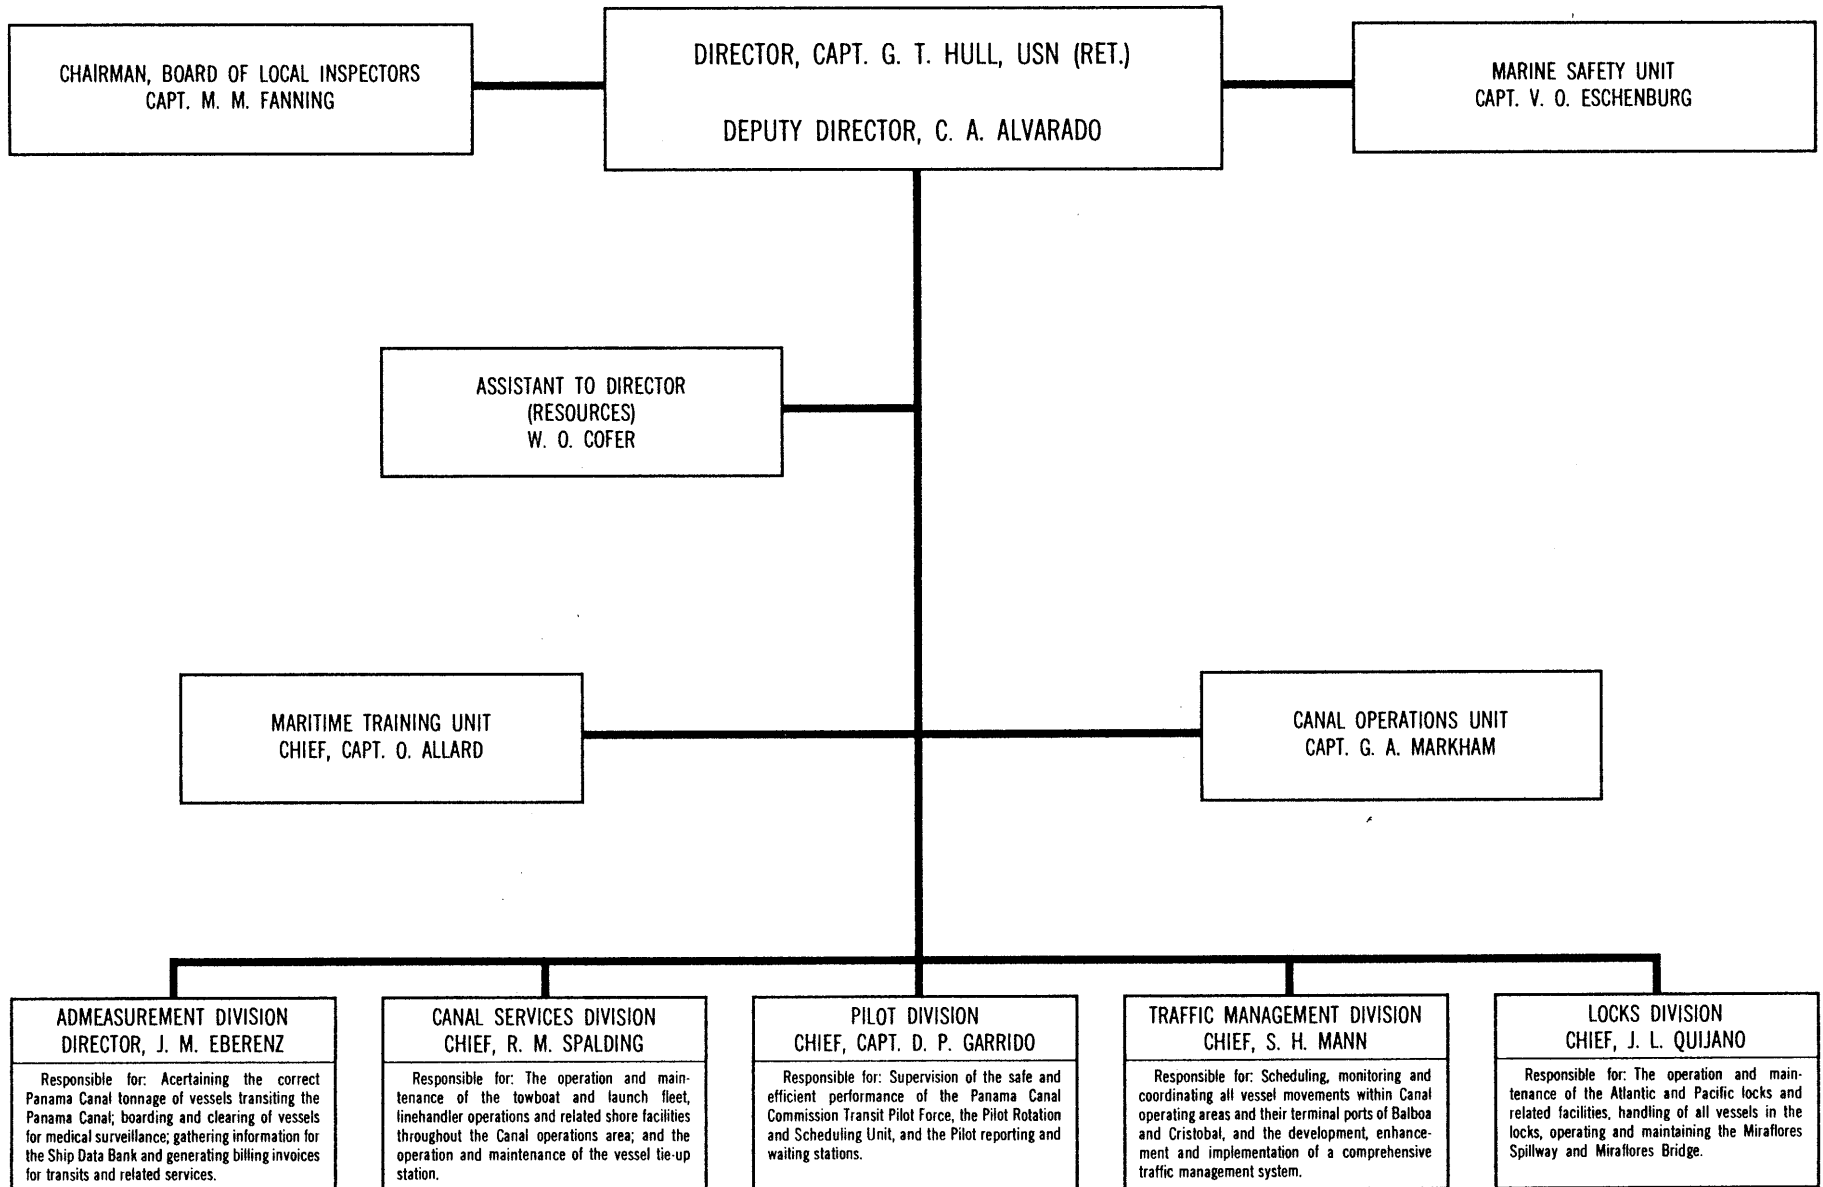 CHAIRMAN, BOARD OF LOCAL INSPECTORS
CAPT. M. M. FANNING
DIRECTOR, CAPT. G. T. HULL, USN (RET.)
DEPUTY DIRECTOR, C. A. ALVARADO
MARINE SAFETY UNIT
CAPT. V. O. ESCHENBURG
ASSISTANT TO DIRECTOR
(RESOURCES)
W. O. COFER
MARITIME TRAINING UNIT
CHIEF, CAPT. O. ALLARD
CANAL OPERATIONS UNIT
CAPT. G. A. MARKHAM
ADMEASUREMENT DIVISION
DIRECTOR, J. M. EBERENZ
Responsible for: Acertaining the correct
Panama Canal tonnage of vessels transiting the
Panama Canal; boarding and clearing of vessels
for medical surveillance; gathering information for
the Ship Data Bank and generating billing invoices
for transits and related services.
CANAL SERVICES DIVISION
CHIEF, R. M. SPALDING
Responsible for: The operation and main-
tenance of the towboat and launch fleet,
linehandler operations and related shore facilities
throughout the Canal operations area; and the
operation and maintenance of the vessel tie-up
station.
PILOT DIVISION
CHIEF, CAPT. D. P. GARRIDO
Responsible for: Supervision of the safe and
efficient performance of the Panama Canal
Commission Transit Pilot Force, the Pilot Rotation
and Scheduling Unit, and the Pilot reporting and
waiting stations.
TRAFFIC MANAGEMENT DIVISION
CHIEF, S. H. MANN
Responsible for: Scheduling, monitoring and
coordinating all vessel movements within Canal
operating areas and their terminal ports of Balboa
and Cristobal, and the development, enhance-
ment and implementation of a comprehensive
traffic management system.
LOCKS DIVISION
CHIEF, J. L. QUIJANO
Responsible for: The operation and main-
tenance of the Atlantic and Pacific locks and
related facilities, handling of all vessels in the
locks, operating and maintaining the Miraflores
Spillway and Miraflores Bridge.